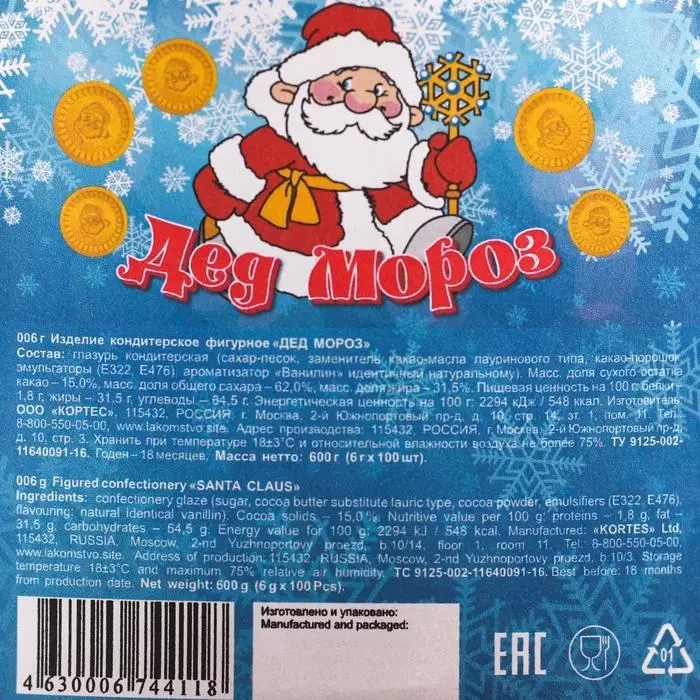 Дед Мороз
006 г Изделие кондитерское фигурное «ДЕД МОРОЗ»
Состав: глазурь кондитерская (сахар-песок, заменитель какао-масла лауринового типа, какао-порошок,
эмульгаторы (Е322, Е476), ароматизатор «Ванилин» идентичный натуральному). Масс. доля сухого остатка
какао – 15,0%, масс. доля общего сахара – 62,0%, масс. доля жира – 31,5%. Пищевая ценность на 100 г: белки –
1,8 г, жиры – 31,5 г, углеводы – 64,5 г. Энергетическая ценность на 100 г: 2294 кДж / 548 ккал. Изготовитель:
ООО «КОРТЕС», 115432, РОССИЯ, г. Москва, 2-й Южнопортовый пр-д, д. 10, стр 14, эт. 1, пом. 11. Тел.:
8-800-550-05-00, www.lakomstvo.site. Адрес производства: 115432, РОССИЯ, г. Москва, 2-й Южнопортовый пр-д,
д. 10, стр. 3. Хранить при температуре 18±3°С и относительной влажности воздуха не более 75%. ТУ 9125-002-
11640091-16. Годен – 18 месяцев. Масса нетто: 600 г (6 г х 100 шт).
006 g Figured confectionery «SANTA CLAUS»
Ingredients: confectionery glaze (sugar, cocoa butter substitute lauric type, cocoa powder, emulsifiers (E322, E476),
flavouring: natural identical vanillin). Cocoa solids – 15,0% Nutritive value per 100 g: proteins – 1,8 g, fat –
31,5 g, carbohydrates – 64,5 g. Energy value for 100 g: 2294 kJ / 548 kcal. Manufactured: «KORTES» Ltd,
115432, RUSSIA, Moscow, 2-nd Yuzhnoportovy proezd, b.10/14, floor 1, room 11. Tel.: 8-800-550-05-00,
www.lakomstvo.site. Address of production: 115432, RUSSIA, Moscow, 2-nd Yuzhnoportovy proezd, b.10/3. Storage
temperature 18±3°C and maximum 75% relative air humidity. TC 9125-002-11640091-16. Best before: 18 months
from production date. Net weight: 600 g (6 g x 100 Pcs).
Изготовлено и упаковано:
Manufactured and packaged:
4630006744118
EAC
01